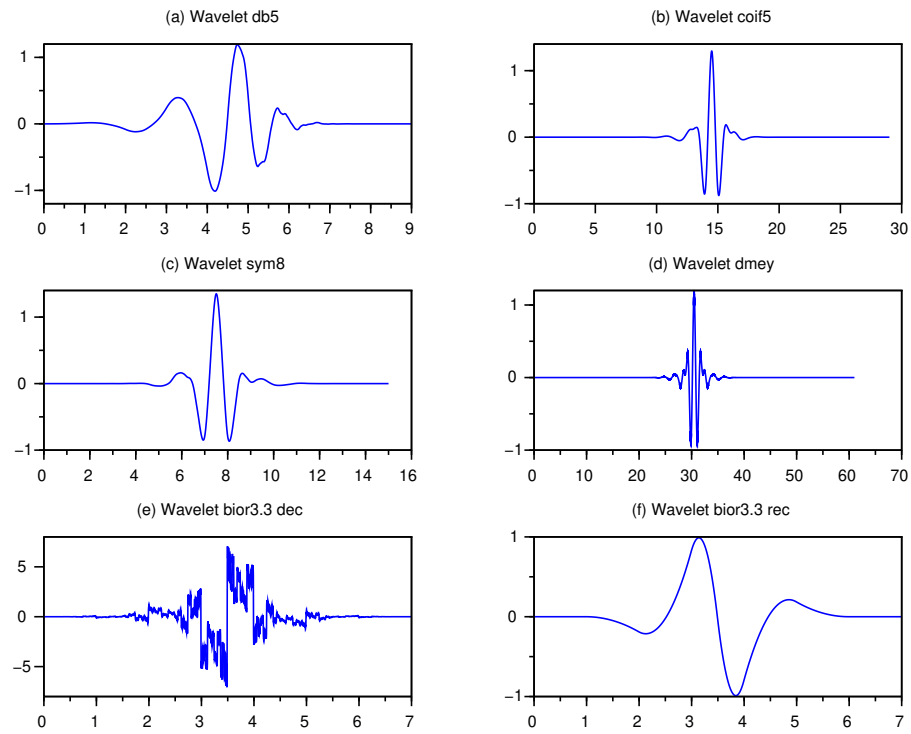 (a) Wavelet db5
1
0
−1
0 1 2 3 4 5 6 7 8 9
(b) Wavelet coif5
1
0
−1
0 5 10 15 20 25 30
(c) Wavelet sym8
1
0
−1
0 2 4 6 8 10 12 14 16
(d) Wavelet dmey
1
0
−1
0 10 20 30 40 50 60 70
(e) Wavelet bior3.3 dec
5
0
−5
0 1 2 3 4 5 6 7
(f) Wavelet bior3.3 rec
1
0
−1
0 1 2 3 4 5 6 7